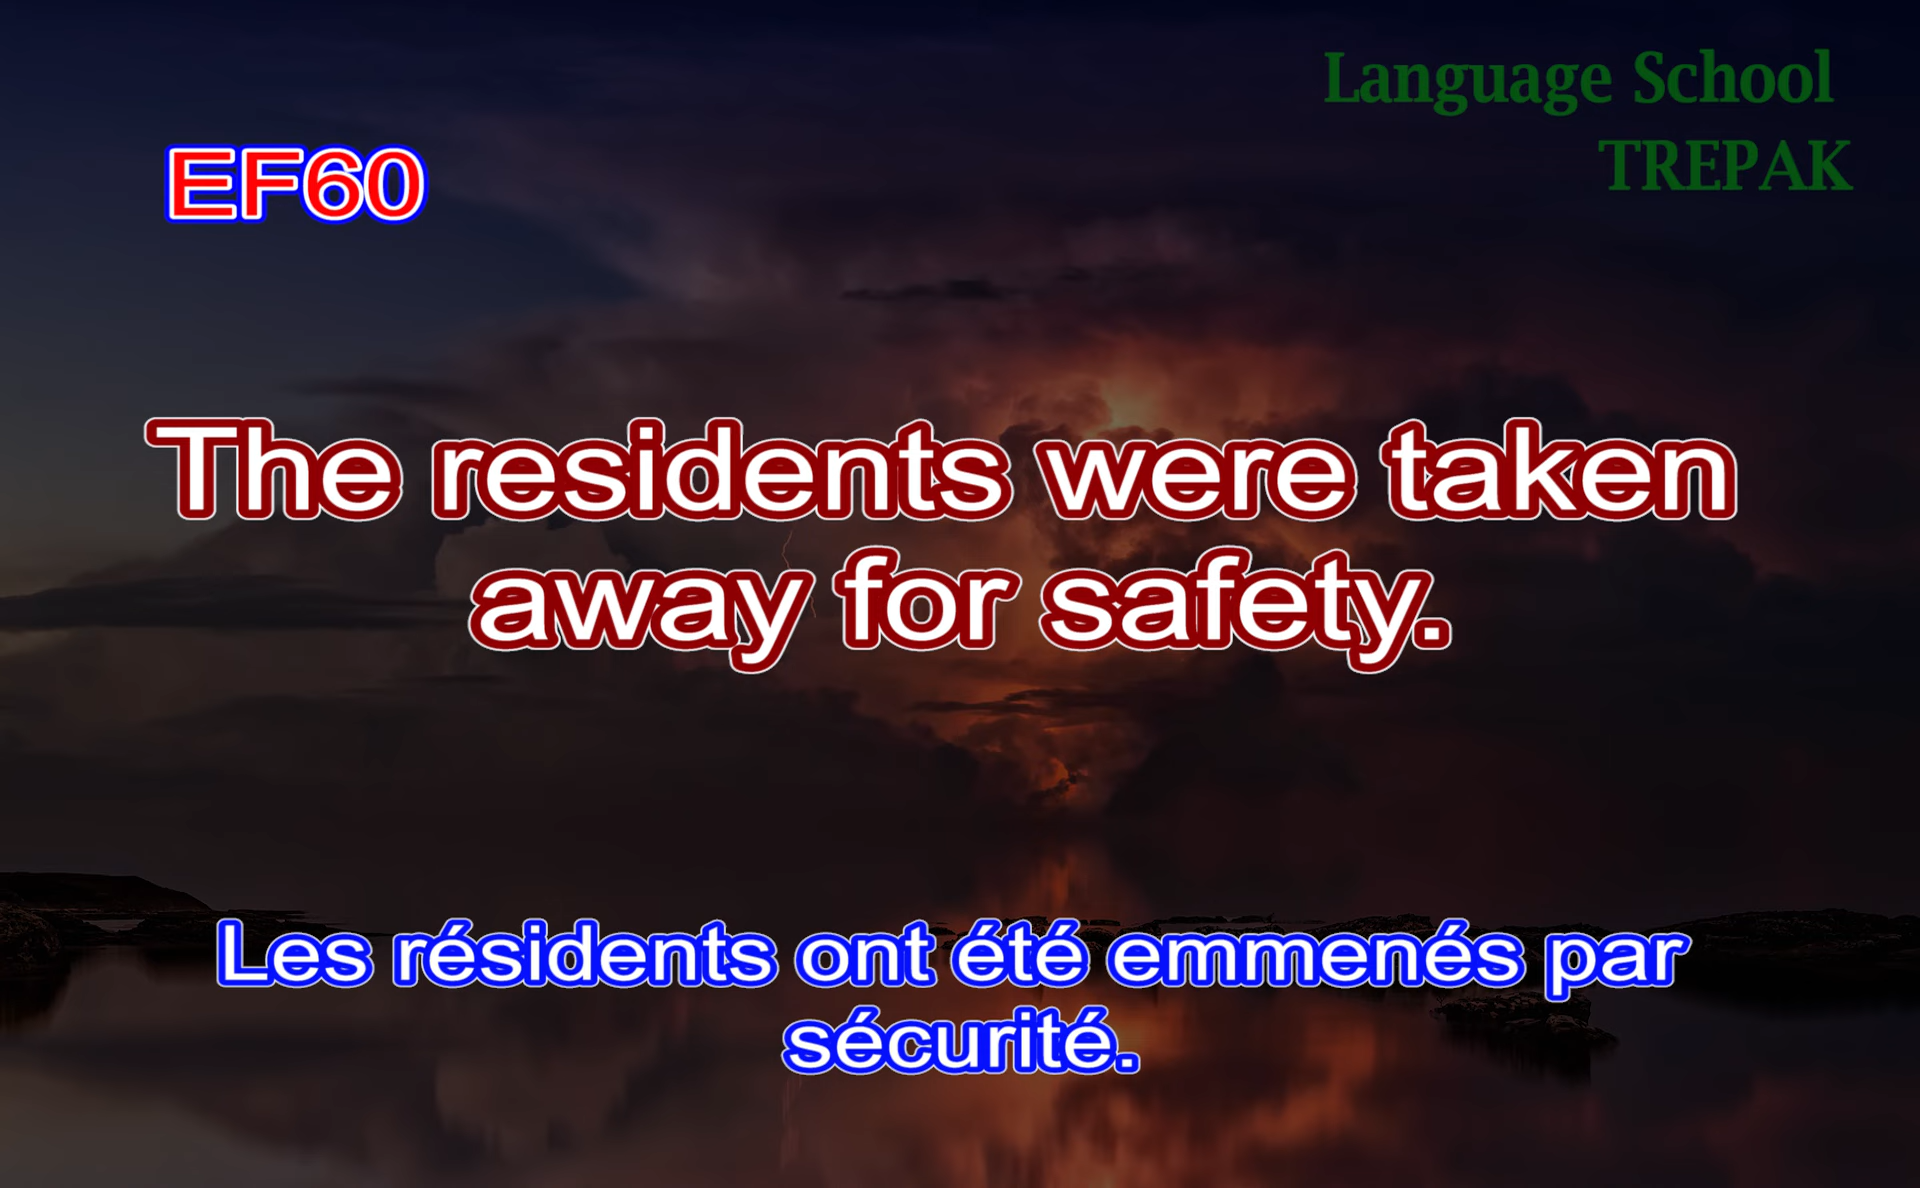 Language School
TREPAK
EF60
The residents were taken
away for safety.
Les résidents ont été emmenés par
sécurité.